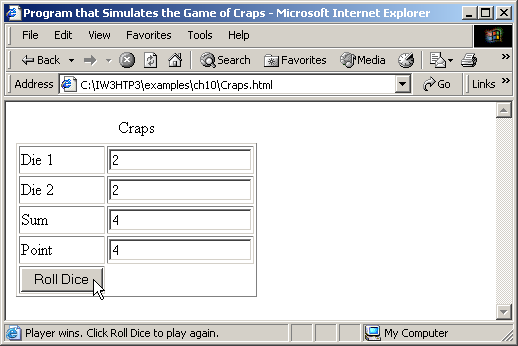 Program that Simulates the Game of Craps - Microsoft Internet Explorer
File Edit View Favorites Tools Help
Back Search Favorites Media
Address C:\IW3HTP3\examples\ch10\Craps.html Go Links
Craps
Die 1 2
Die 2 2
Sum 4
Point 4
Roll Dice
Player wins. Click Roll Dice to play again. My Computer